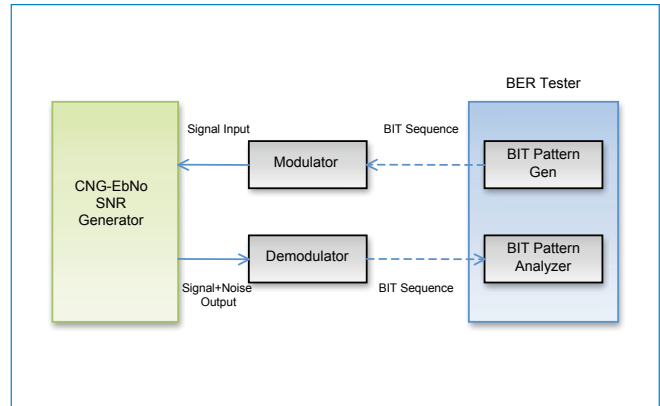 BER Tester
Signal Input
BIT Sequence
CNG-EbNo
SNR
Generator
Modulator
BIT Pattern
Gen
Demodulator
BIT Pattern
Analyzer
Signal+Noise
Output
BIT Sequence